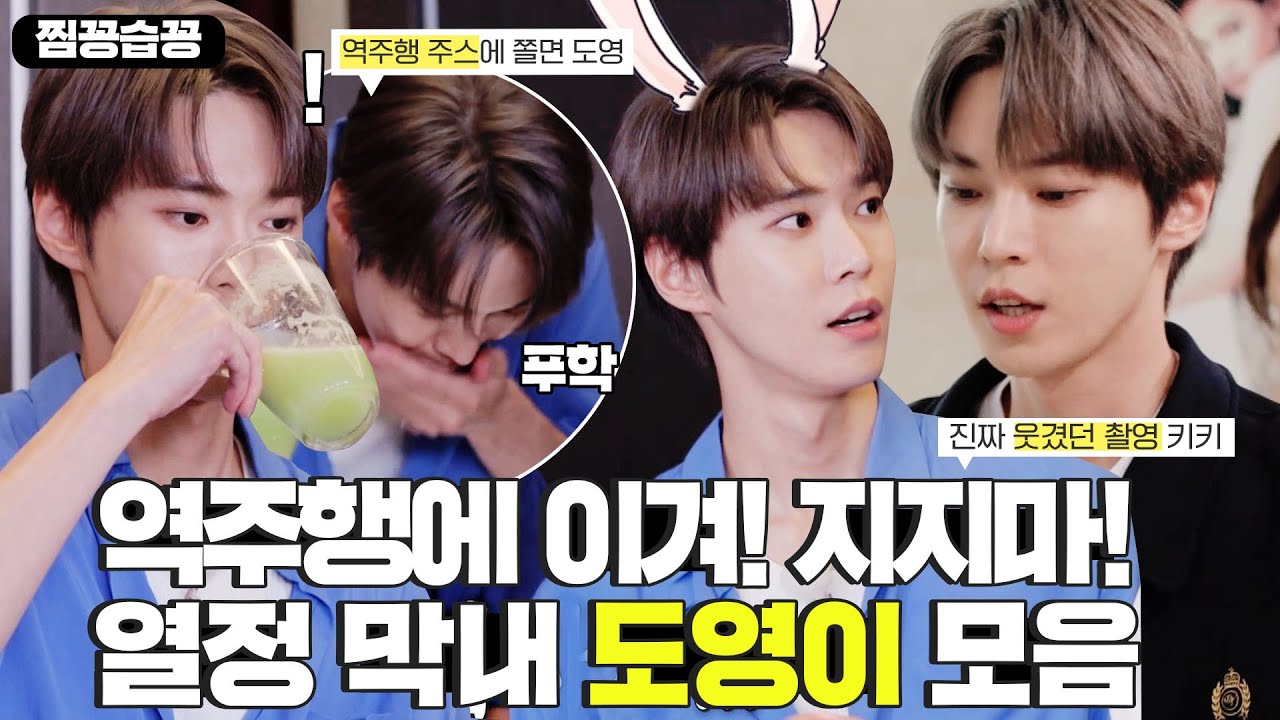 찜꽁습꽁
!
역주행 주스에 쫄면 도영
푸학
진짜 웃겼던 촬영 키키
역주행에 이겨! 지지마!
열정 막내 도영이 모음